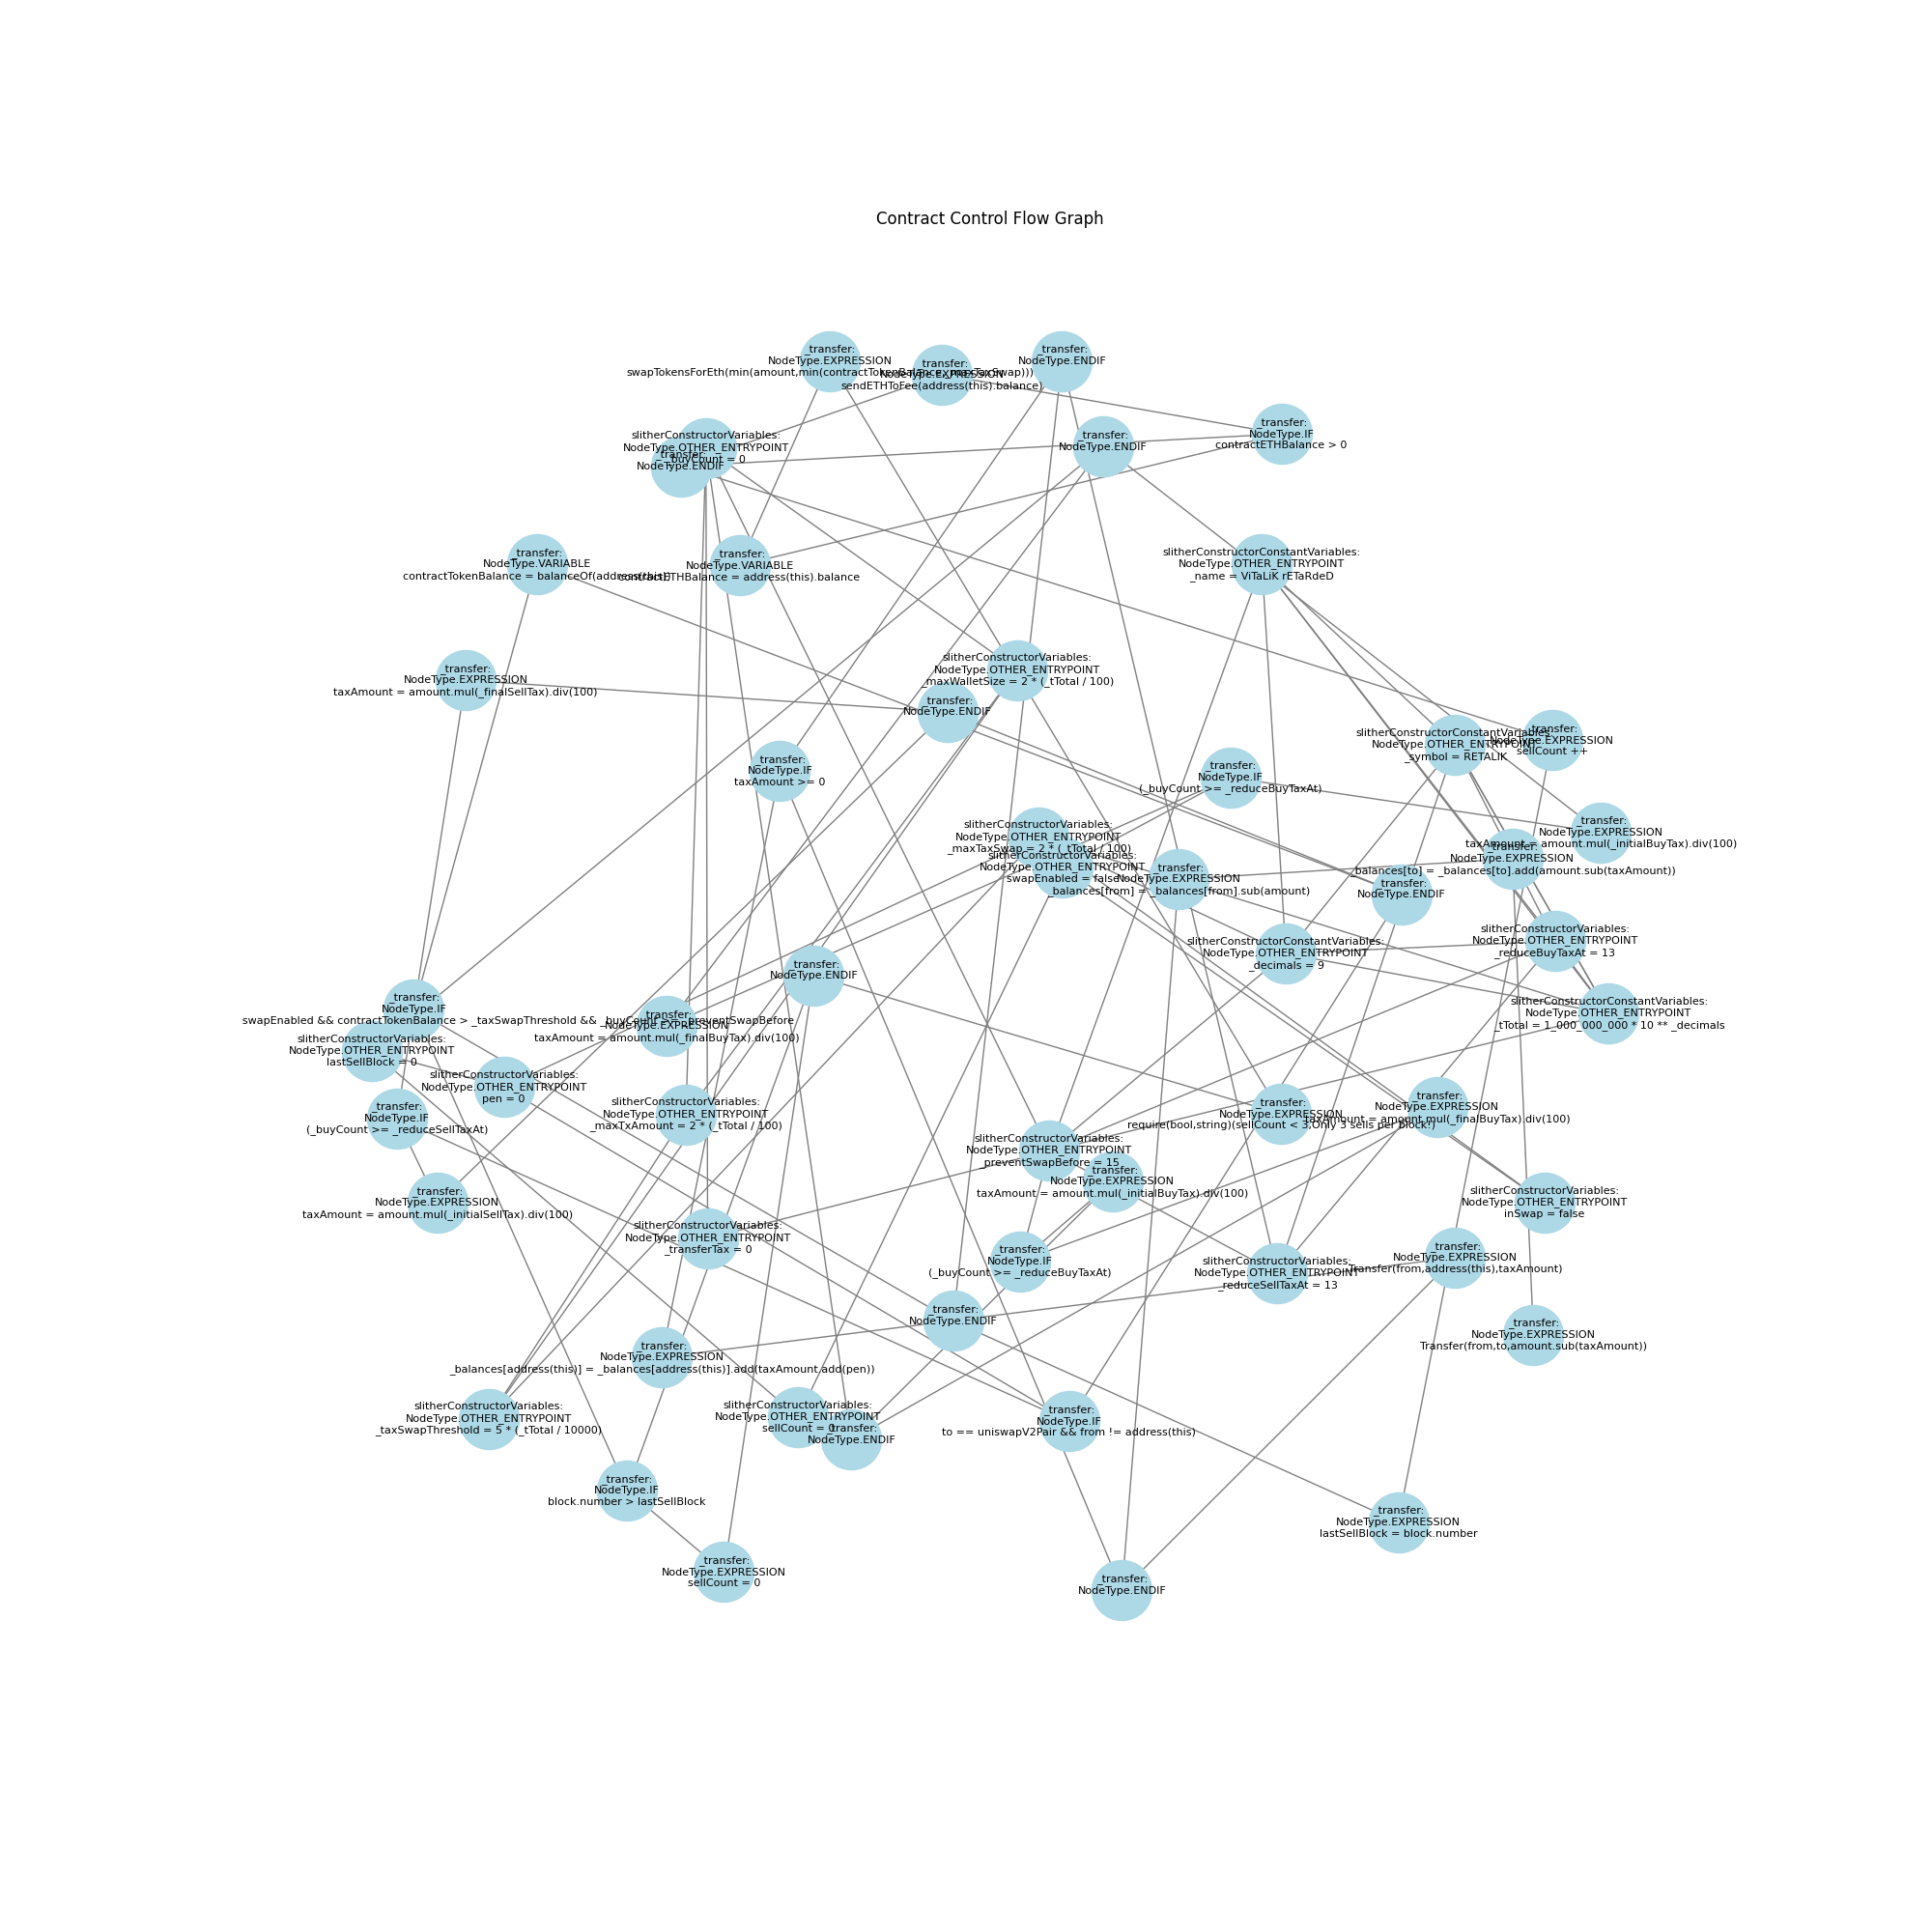 Contract Control Flow Graph
_transfer:
NodeType.EXPRESSION
swapTokensForEth(min(amount,min(contractTokenBalance,_maxTaxSwap)))
_transfer:
NodeType.EXPRESSION
sendETHToFee(address(this).balance)
_transfer:
NodeType.ENDIF
_transfer:
NodeType.IF
contractETHBalance > 0
slitherConstructorVariables:
NodeType.OTHER_ENTRYPOINT
_buyCount = 0
_transfer:
NodeType.ENDIF
_transfer:
NodeType.ENDIF
_transfer:
NodeType.VARIABLE
contractTokenBalance = balanceOf(address(this))
_transfer:
NodeType.VARIABLE
contractETHBalance = address(this).balance
slitherConstructorConstantVariables:
NodeType.OTHER_ENTRYPOINT
_name = ViTaLiK rETaRdeD
_transfer:
NodeType.EXPRESSION
taxAmount = amount.mul(_finalSellTax).div(100)
slitherConstructorVariables:
NodeType.OTHER_ENTRYPOINT
_maxWalletSize = 2 * (_tTotal / 100)
_transfer:
NodeType.ENDIF
slitherConstructorConstantVariables:
NodeType.OTHER_ENTRYPOINT
_symbol = RETALIK
_transfer:
NodeType.EXPRESSION
sellCount ++
_transfer:
NodeType.IF
taxAmount >= 0
_transfer:
NodeType.IF
(_buyCount >= _reduceBuyTaxAt)
slitherConstructorVariables:
NodeType.OTHER_ENTRYPOINT
_maxTaxSwap = 2 * (_tTotal / 100)
slitherConstructorVariables:
NodeType.OTHER_ENTRYPOINT
swapEnabled = false
_transfer:
NodeType.EXPRESSION
_balances[from] = _balances[from].sub(amount)
_transfer:
NodeType.EXPRESSION
taxAmount = amount.mul(_initialBuyTax).div(100)
_transfer:
NodeType.EXPRESSION
_balances[to] = _balances[to].add(amount.sub(taxAmount))
_transfer:
NodeType.ENDIF
slitherConstructorVariables:
NodeType.OTHER_ENTRYPOINT
_reduceBuyTaxAt = 13
slitherConstructorConstantVariables:
NodeType.OTHER_ENTRYPOINT
_decimals = 9
_transfer:
NodeType.ENDIF
slitherConstructorConstantVariables:
NodeType.OTHER_ENTRYPOINT
_tTotal = 1_000_000_000 * 10 ** _decimals
_transfer:
NodeType.IF
swapEnabled && contractTokenBalance > _taxSwapThreshold && _buyCount >= _preventSwapBefore
_transfer:
NodeType.EXPRESSION
taxAmount = amount.mul(_finalBuyTax).div(100)
slitherConstructorVariables:
NodeType.OTHER_ENTRYPOINT
lastSellBlock = 0
slitherConstructorVariables:
NodeType.OTHER_ENTRYPOINT
pen = 0
_transfer:
NodeType.IF
(_buyCount >= _reduceSellTaxAt)
slitherConstructorVariables:
NodeType.OTHER_ENTRYPOINT
_maxTxAmount = 2 * (_tTotal / 100)
_transfer:
NodeType.EXPRESSION
require(bool,string)(sellCount < 3,Only 3 sells per block!)
_transfer:
NodeType.EXPRESSION
taxAmount = amount.mul(_finalBuyTax).div(100)
slitherConstructorVariables:
NodeType.OTHER_ENTRYPOINT
_preventSwapBefore = 15
_transfer:
NodeType.EXPRESSION
taxAmount = amount.mul(_initialBuyTax).div(100)
_transfer:
NodeType.EXPRESSION
taxAmount = amount.mul(_initialSellTax).div(100)
slitherConstructorVariables:
NodeType.OTHER_ENTRYPOINT
inSwap = false
slitherConstructorVariables:
NodeType.OTHER_ENTRYPOINT
_transferTax = 0
_transfer:
NodeType.IF
(_buyCount >= _reduceBuyTaxAt)
slitherConstructorVariables:
NodeType.OTHER_ENTRYPOINT
_reduceSellTaxAt = 13
_transfer:
NodeType.EXPRESSION
Transfer(from,address(this),taxAmount)
_transfer:
NodeType.ENDIF
_transfer:
NodeType.EXPRESSION
Transfer(from,to,amount.sub(taxAmount))
_transfer:
NodeType.EXPRESSION
_balances[address(this)] = _balances[address(this)].add(taxAmount.add(pen))
slitherConstructorVariables:
NodeType.OTHER_ENTRYPOINT
_taxSwapThreshold = 5 * (_tTotal / 10000)
slitherConstructorVariables:
NodeType.OTHER_ENTRYPOINT
sellCount = 0
_transfer:
NodeType.ENDIF
_transfer:
NodeType.IF
to == uniswapV2Pair && from != address(this)
_transfer:
NodeType.IF
block.number > lastSellBlock
_transfer:
NodeType.EXPRESSION
lastSellBlock = block.number
_transfer:
NodeType.EXPRESSION
sellCount = 0
_transfer:
NodeType.ENDIF